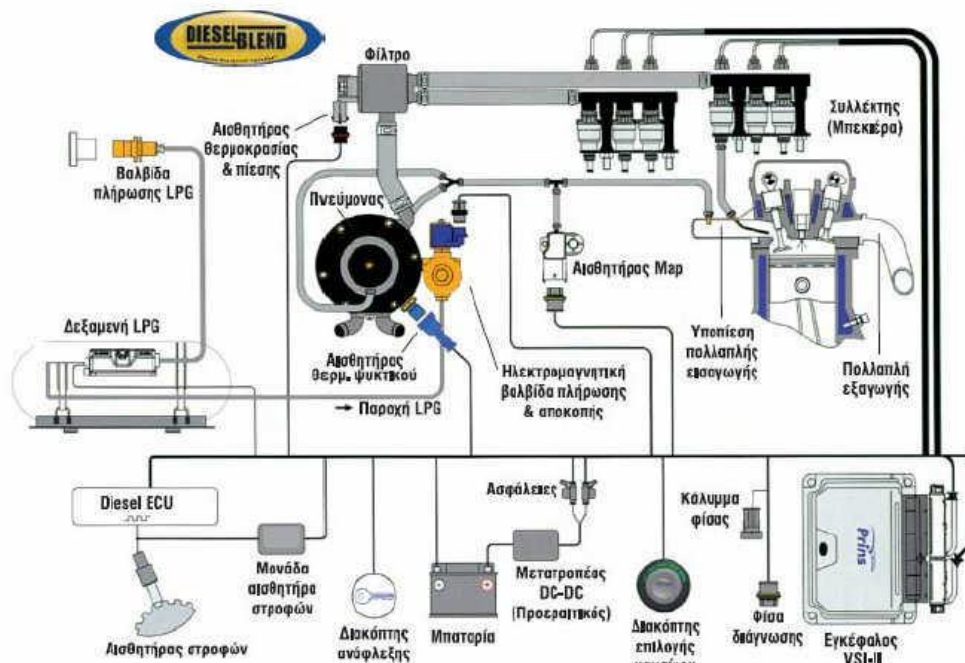 DIESEL BLEND
Φίλτρο
Συλλέκτης
(Μπεκιέρα)
Αισθητήρας
θερμοκρασίας
& πίεσης
Βαλβίδα
πλήρωσης LPG
Πνεύμονας
Αισθητήρας Map
Δεξαμενή LPG
Υποπίεση
πολλαπλής
εισαγωγής
Πολλαπλή
εξαγωγής
Αισθητήρας
θερμ. ψυκτικού
Ηλεκτρομαγνητική
βαλβίδα πλήρωσης
& αποκοπής
→ Παροχή LPG
Diesel ECU
Ασφάλειες
Κάλυμμα
φίσας
Prins
Μονάδα
αισθητήρα
στροφών
Μετατροπέας
DC-DC
(Προεραιτικός)
Αισθητήρας στροφών
Διακόπτης
ανάφλεξης
Μπαταρία
Διακόπτης
επιλογής
Φίσα
διάγνωσης
Εγκέφαλος
VSI-II